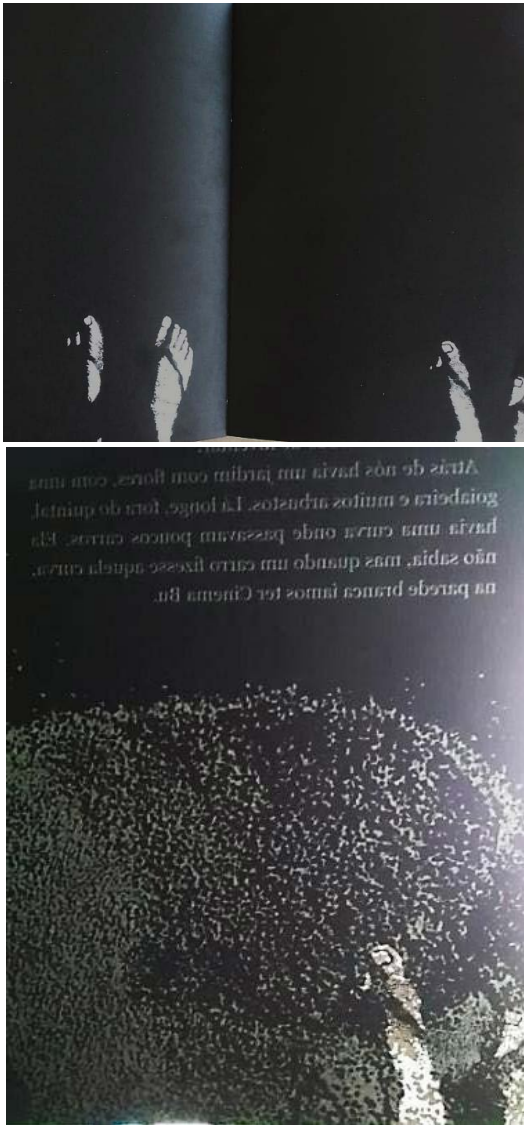 Atrás de nós havia um jardim com flores, com uma
goiabeira e muitos arbustos. Lá longe, fora do quintal,
havia uma curva onde passavam poucos carros. Ela
não sabia, mas quando um carro fizesse aquela curva,
na parede branca íamos ter Cinema Bu.